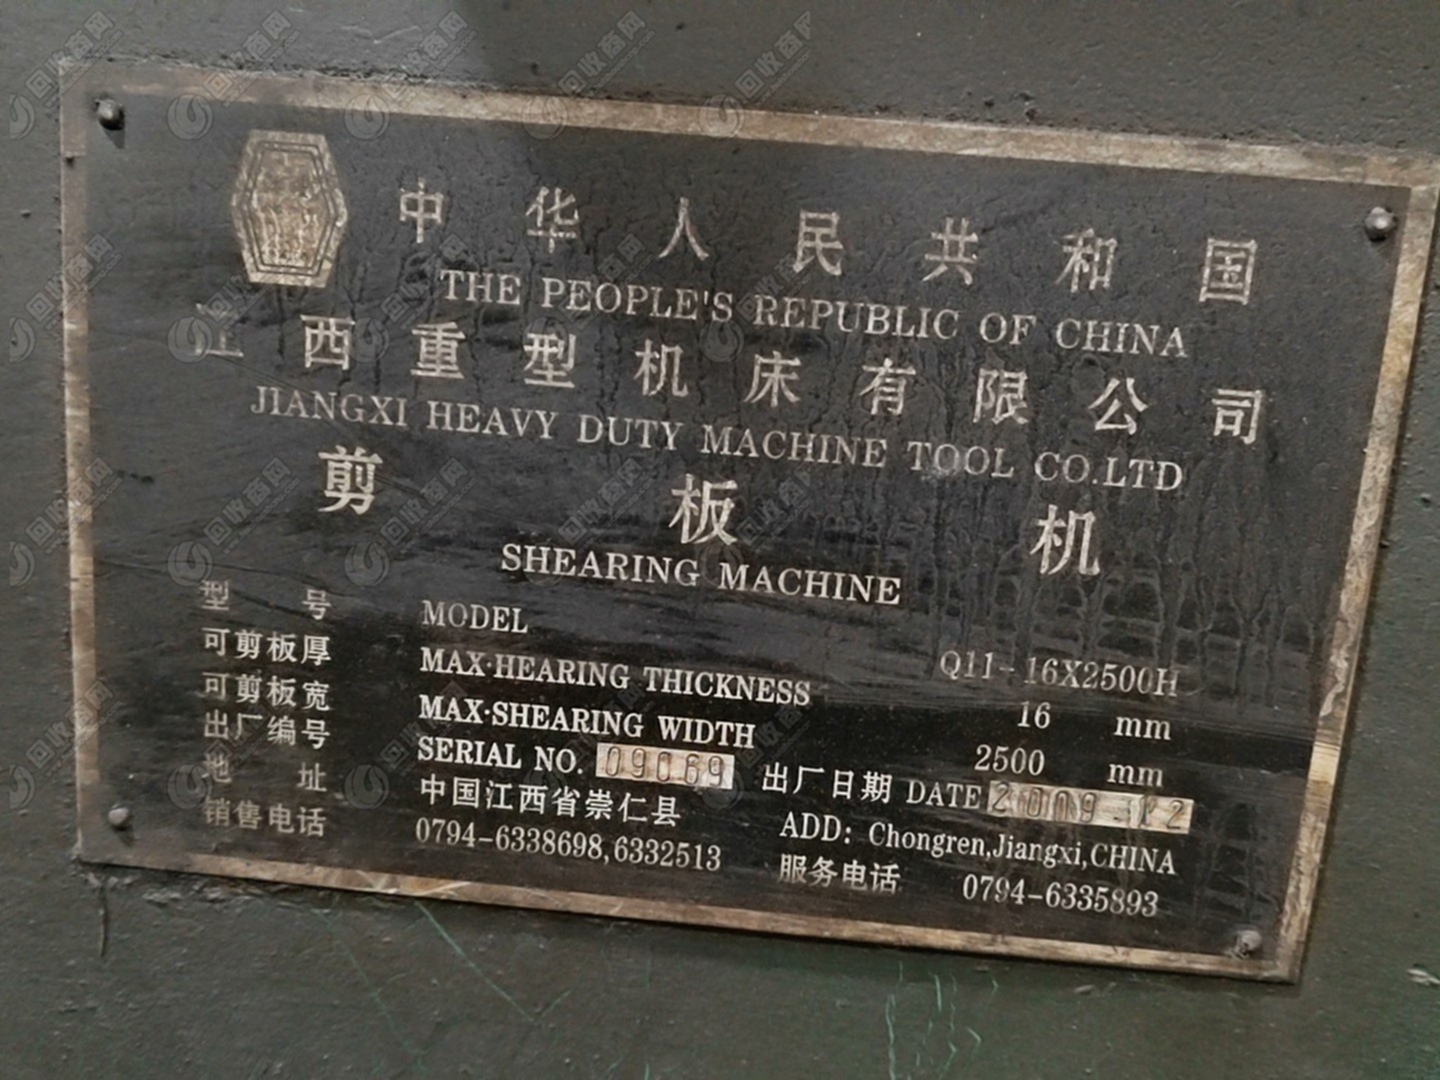 中华人民共和国
THE PEOPLE'S REPUBLIC OF CHINA
江西重型机床有限公司
JIANGXI HEAVY DUTY MACHINE TOOL CO.LTD
剪板机
SHEARING MACHINE
型号 MODEL Q11-16X2500H
可剪板厚 MAX·HEARING THICKNESS 16 mm
可剪板宽 MAX·SHEARING WIDTH 2500 mm
出厂编号 SERIAL NO. 09069 出厂日期 DATE 2009 12
地址 中国江西省崇仁县 ADD: Chongren,Jiangxi,CHINA
销售电话 0794-6338698,6332513 服务电话 0794-6335893
回收商网